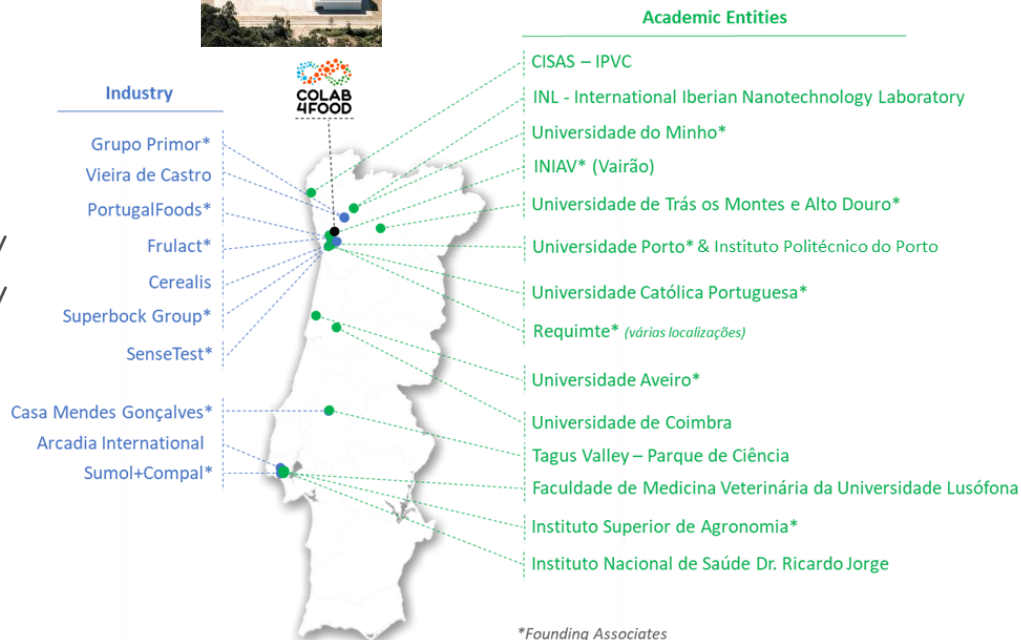 Academic Entities
COLAB
4FOOD
Industry
Grupo Primor*
Vieira de Castro
PortugalFoods*
Frulact*
Cerealis
Superbock Group*
SenseTest*
Casa Mendes Gonçalves*
Arcadia International
Sumol+Compal*
CISAS – IPVC
INL - International Iberian Nanotechnology Laboratory
Universidade do Minho*
INIAV* (Vairão)
Universidade de Trás os Montes e Alto Douro*
Universidade Porto* & Instituto Politécnico do Porto
Universidade Católica Portuguesa*
Requimte* (várias localizações)
Universidade Aveiro*
Universidade de Coimbra
Tagus Valley – Parque de Ciência
Faculdade de Medicina Veterinária da Universidade Lusófona
Instituto Superior de Agronomia*
Instituto Nacional de Saúde Dr. Ricardo Jorge
*Founding Associates